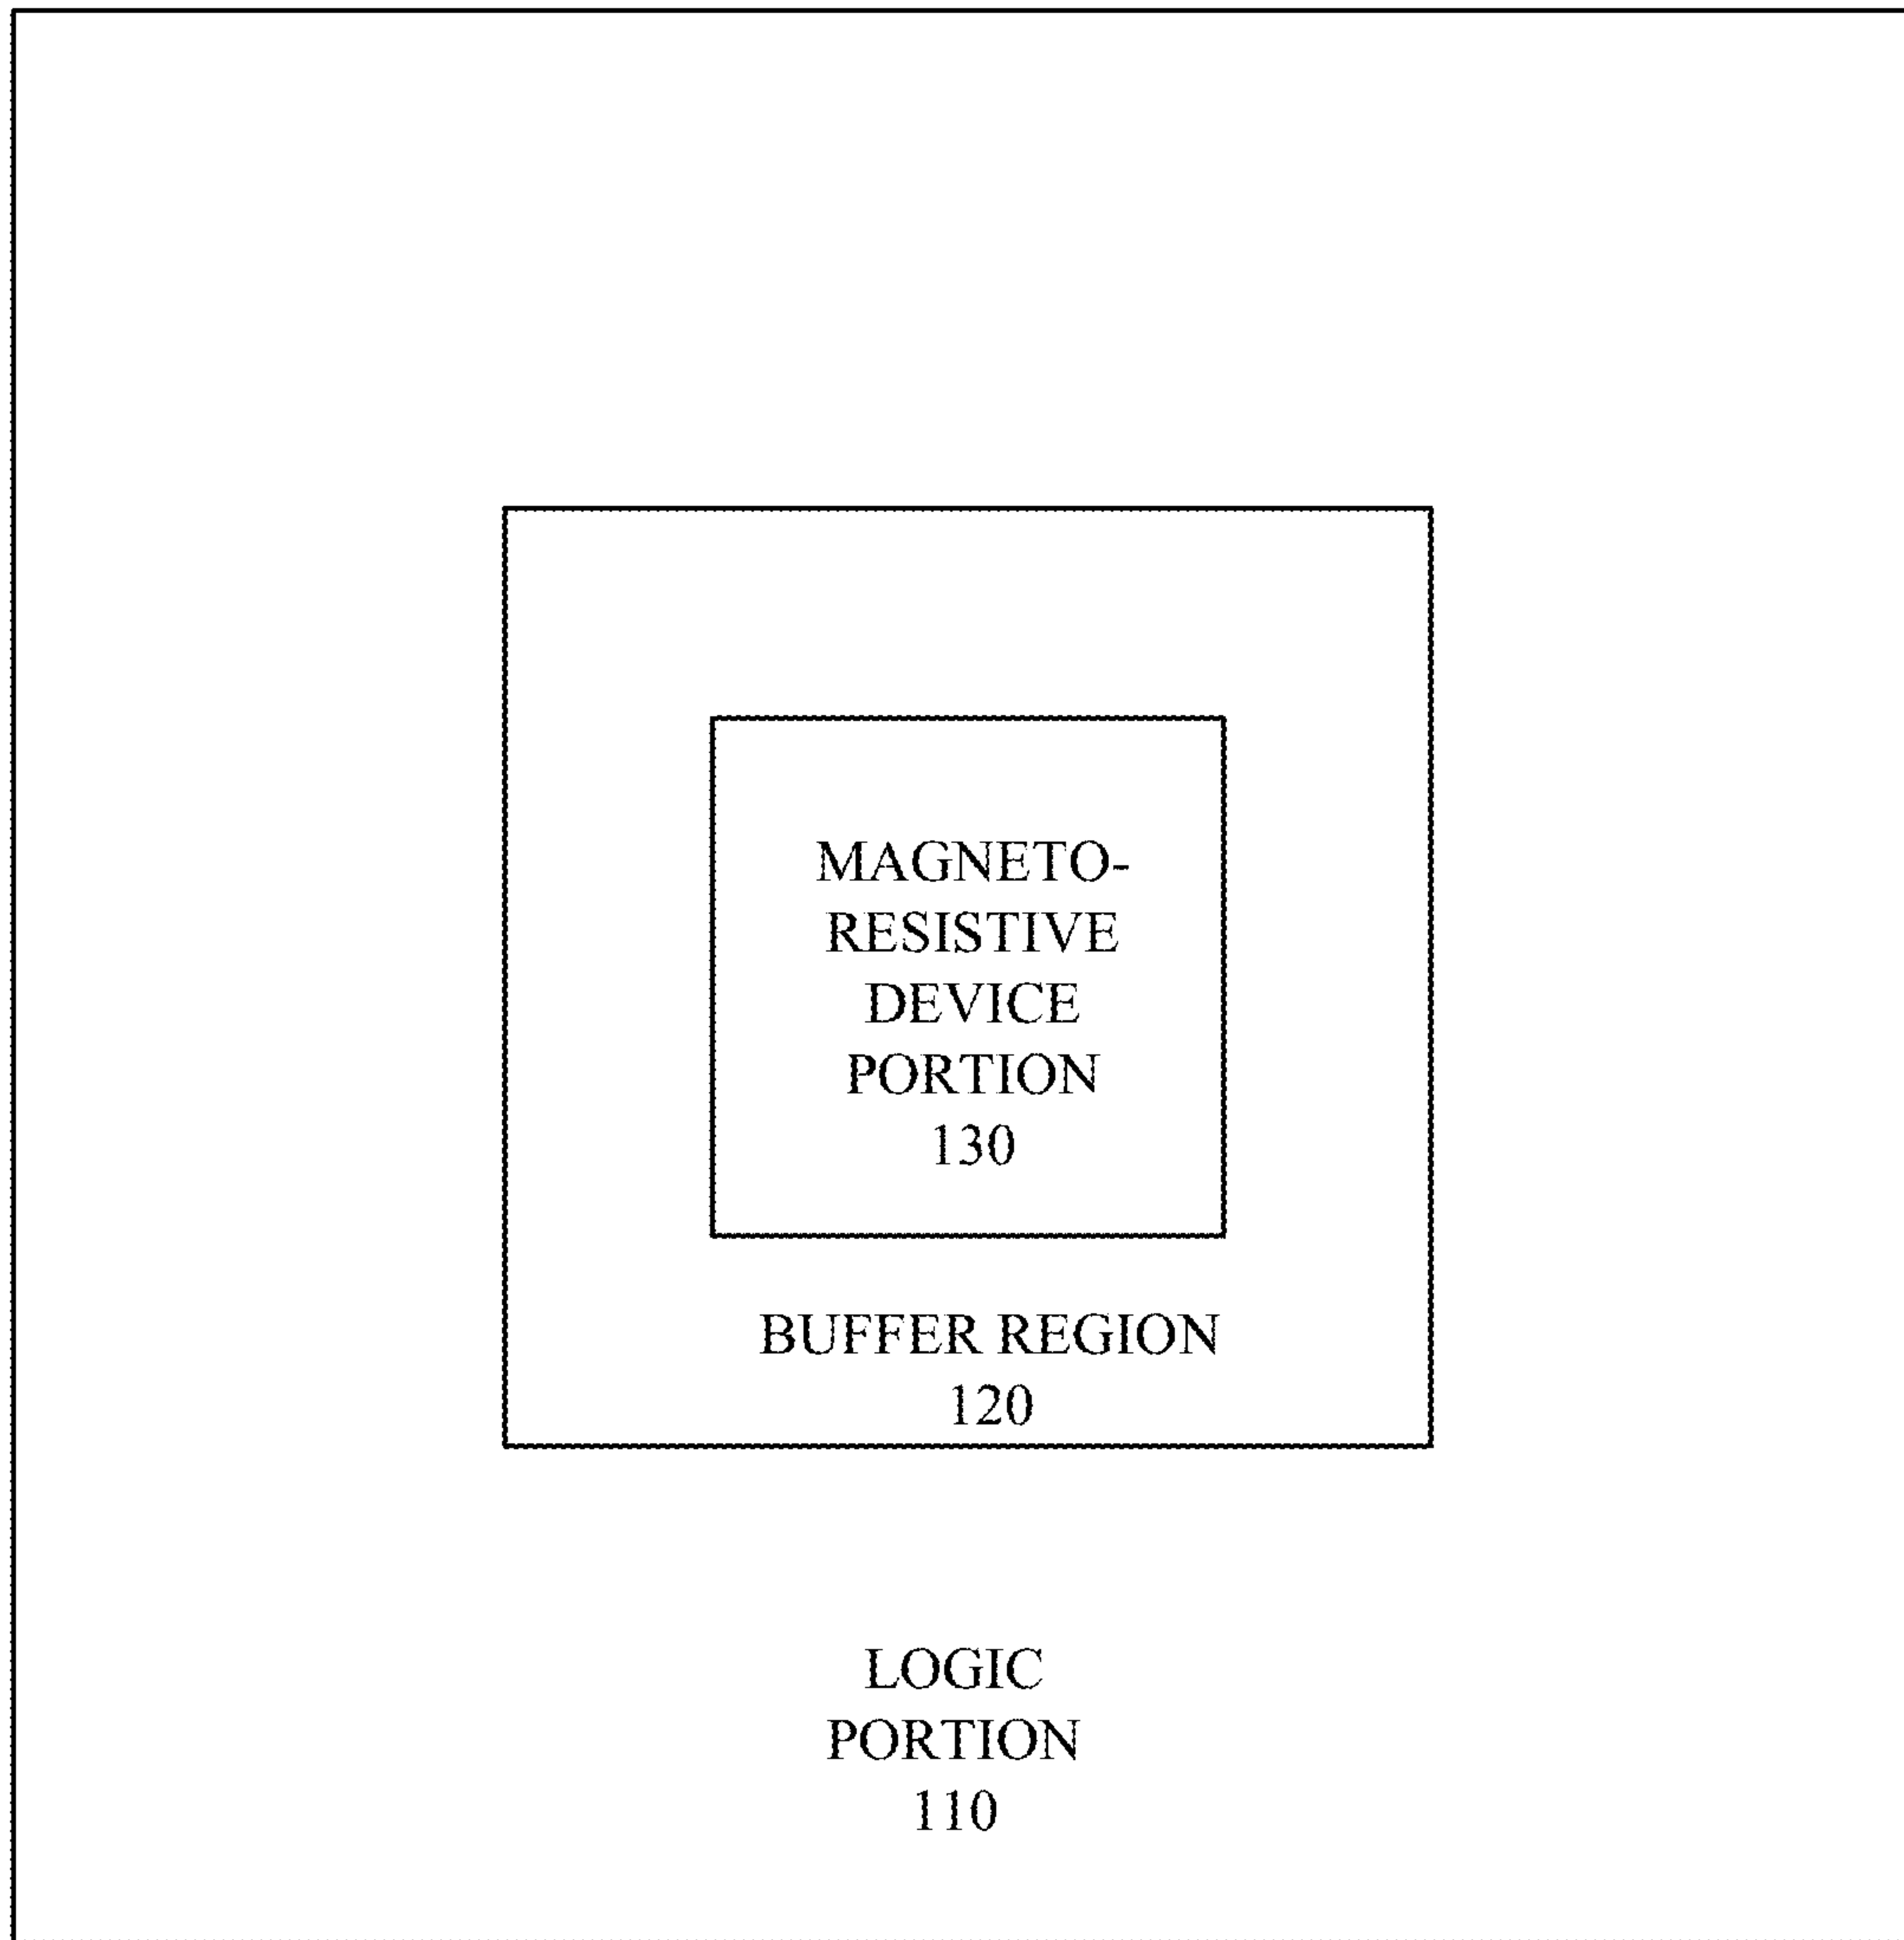 MAGNETO-
RESISTIVE
DEVICE
PORTION
130
BUFFER REGION
120
LOGIC
PORTION
110